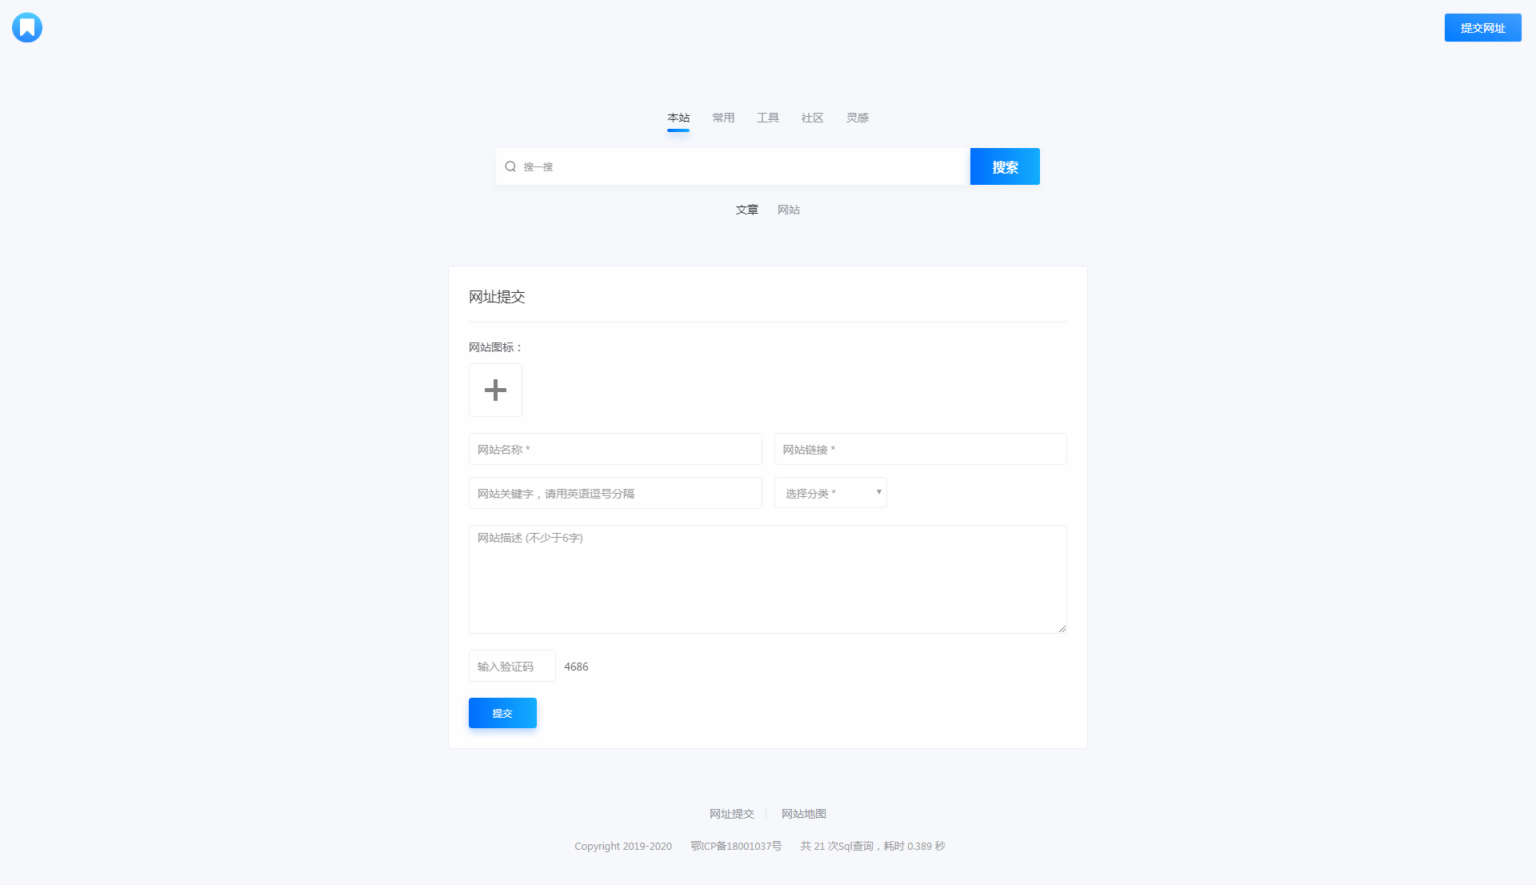 提交网址
本站 常用 工具 社区 灵感
搜一搜 搜索
文章 网站
网址提交
网站图标：
网站名称 * 网站链接 *
网站关键字，请用英语逗号分隔 选择分类 *
网站描述 (不少于6字)
输入验证码 4686
提交
网址提交 网站地图
Copyright 2019-2020 鄂ICP备18001037号 共 21 次Sql查询，耗时 0.389 秒